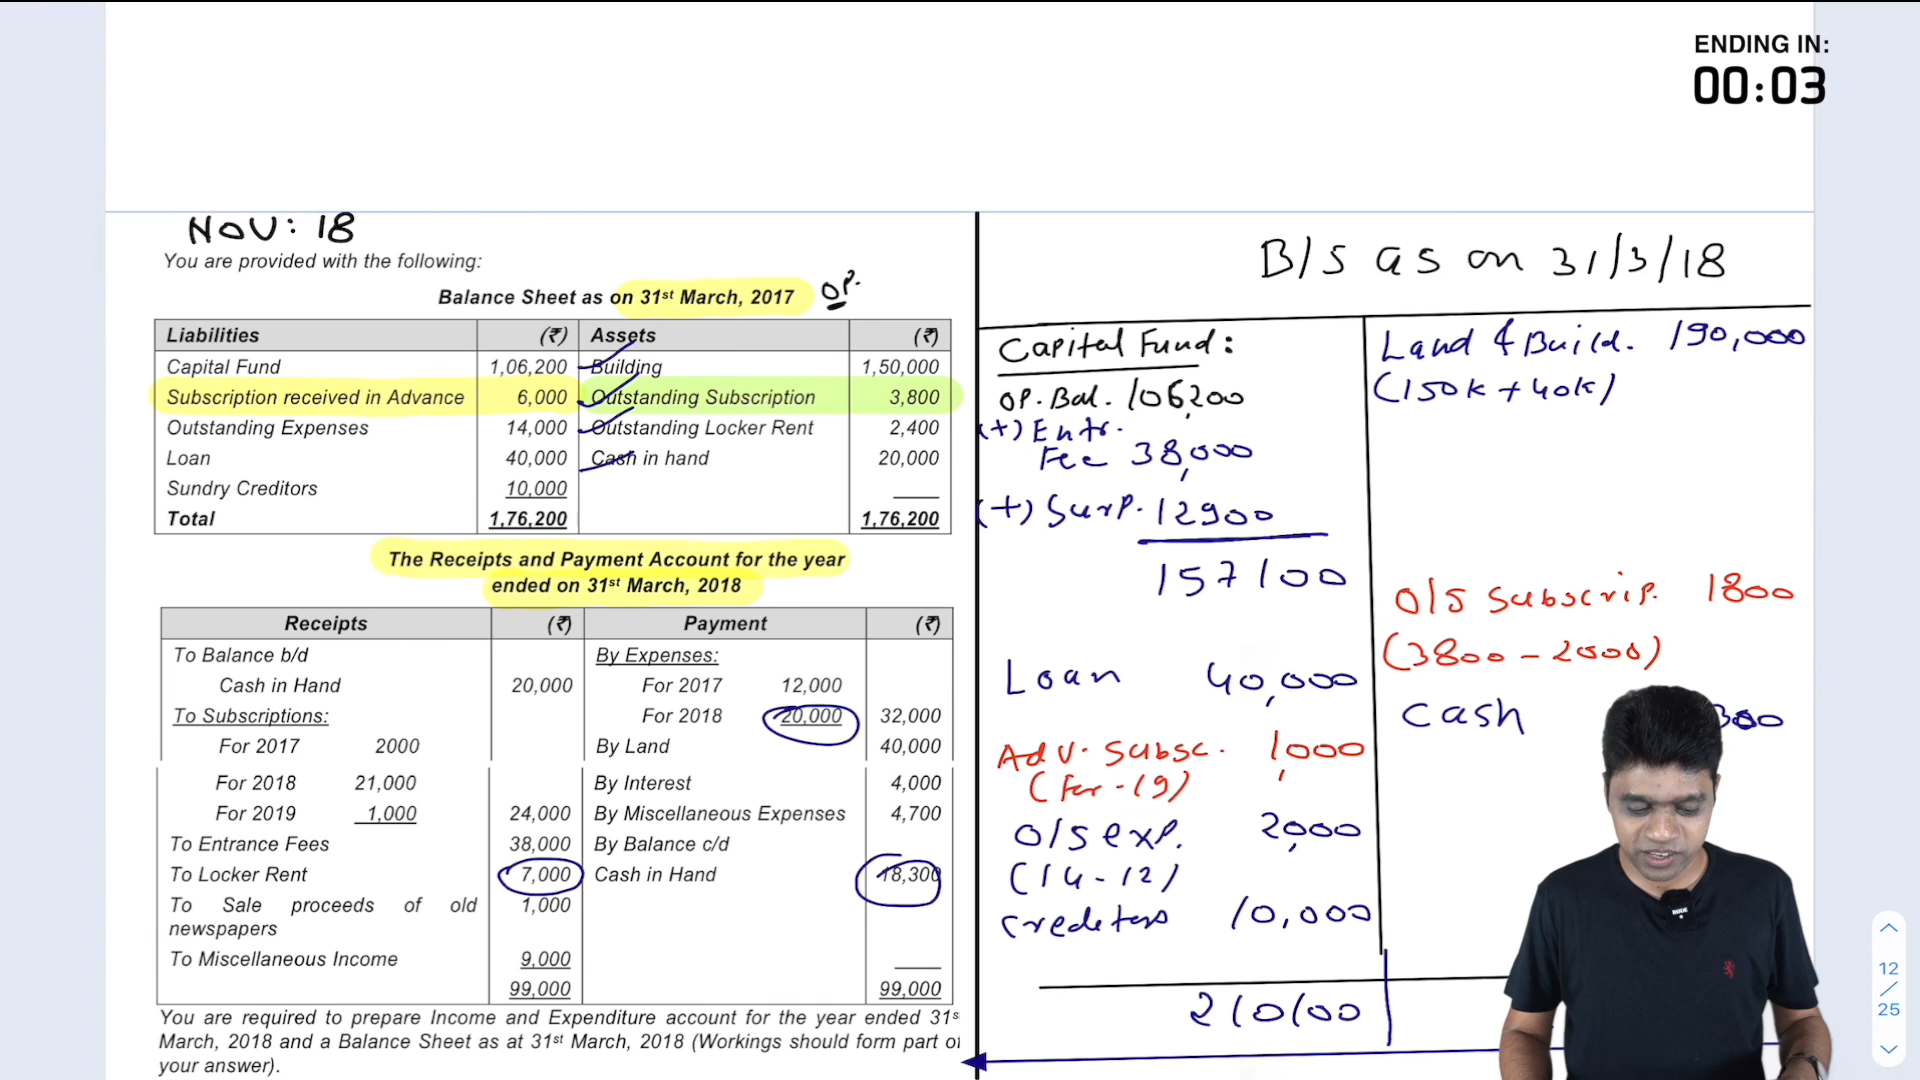 ENDING IN:
00:03
NOV: 18
You are provided with the following:
Balance Sheet as on 31st March, 2017 OP.
Liabilities (₹) Assets (₹)
Capital Fund 1,06,200 Building 1,50,000
Subscription received in Advance 6,000 Outstanding Subscription 3,800
Outstanding Expenses 14,000 Outstanding Locker Rent 2,400
Loan 40,000 Cash in hand 20,000
Sundry Creditors 10,000
Total 1,76,200 1,76,200
The Receipts and Payment Account for the year
ended on 31st March, 2018
Receipts (₹) Payment (₹)
To Balance b/d By Expenses:
Cash in Hand 20,000 For 2017 12,000
To Subscriptions: For 2018 20,000 32,000
For 2017 2000 By Land 40,000
For 2018 21,000 By Interest 4,000
For 2019 1,000 24,000 By Miscellaneous Expenses 4,700
To Entrance Fees 38,000 By Balance c/d
To Locker Rent 7,000 Cash in Hand 18,300
To Sale proceeds of old 1,000
newspapers
To Miscellaneous Income 9,000
99,000 99,000
You are required to prepare Income and Expenditure account for the year ended 31s
March, 2018 and a Balance Sheet as at 31st March, 2018 (Workings should form part of
your answer).
B/S as on 31/3/18
Capital Fund:
OP. Bal. 106,200
(+) Entr.
Fee 38,000
(+) Surp. 12900
157100
Loan 40,000
Adv. Subsc. 1,000
(For-19)
O/S exp. 2,000
(14-12)
Creditors 10,000
210100
Land & Build. 190,000
(150k + 40k)
O/S Subscrip. 1800
(3800 - 2000)
Cash 300
RODE
12
/
25